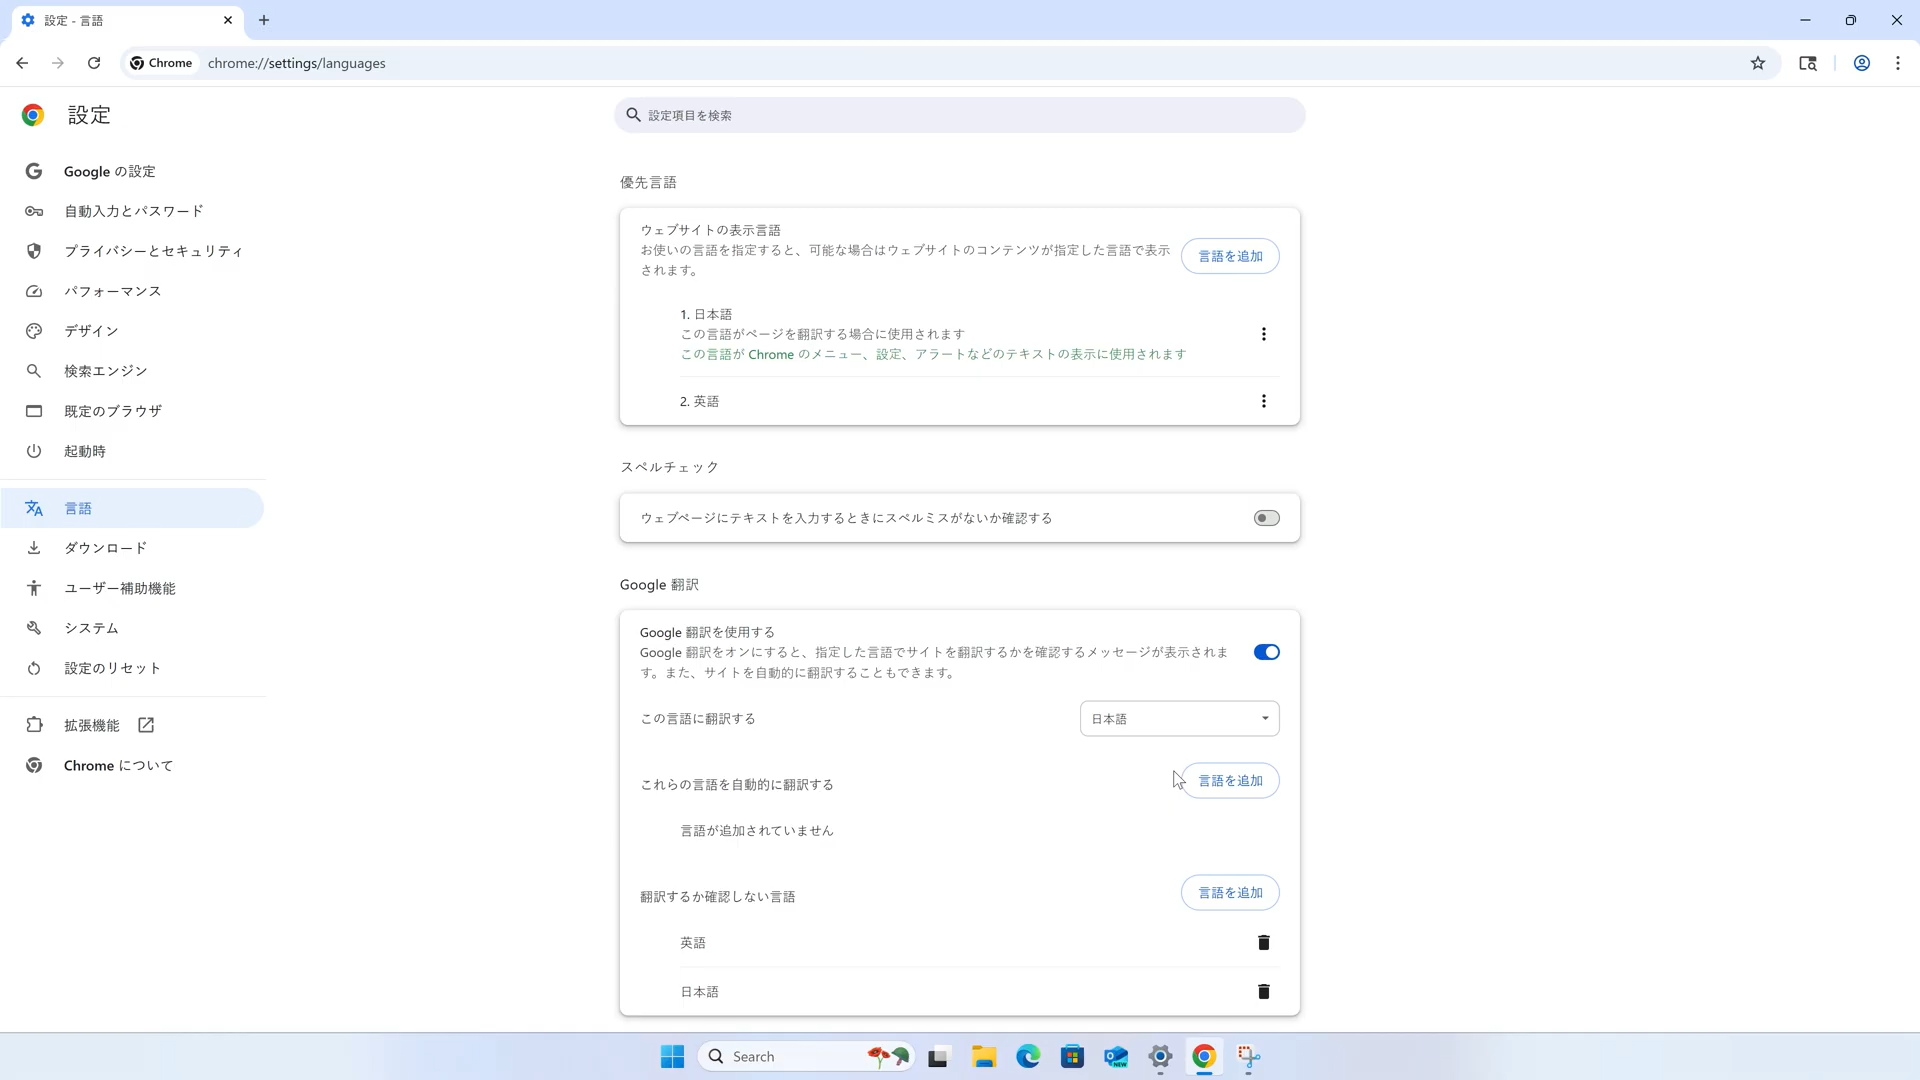 設定 - 言語
Chrome
chrome://settings/languages
設定
設定項目を検索
Google の設定
自動入力とパスワード
プライバシーとセキュリティ
パフォーマンス
デザイン
検索エンジン
既定のブラウザ
起動時
言語
ダウンロード
ユーザー補助機能
システム
設定のリセット
拡張機能
Chrome について
優先言語
ウェブサイトの表示言語
お使いの言語を指定すると、可能な場合はウェブサイトのコンテンツが指定した言語で表示
されます。
言語を追加
1. 日本語
この言語がページを翻訳する場合に使用されます
この言語が Chrome のメニュー、設定、アラートなどのテキストの表示に使用されます
2. 英語
スペルチェック
ウェブページにテキストを入力するときにスペルミスがないか確認する
Google 翻訳
Google 翻訳を使用する
Google 翻訳をオンにすると、指定した言語でサイトを翻訳するかを確認するメッセージが表示されま
す。また、サイトを自動的に翻訳することもできます。
この言語に翻訳する
日本語
これらの言語を自動的に翻訳する
言語を追加
言語が追加されていません
翻訳するか確認しない言語
言語を追加
英語
日本語
Search
NEW